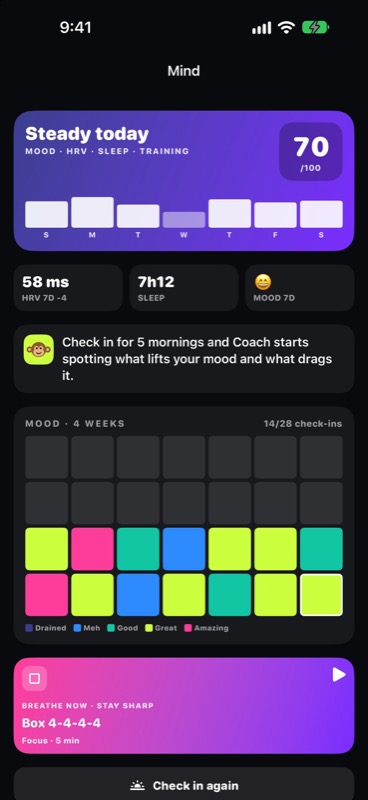 9:41
Mind
Steady today
MOOD · HRV · SLEEP · TRAINING
70
/100
S M T W T F S
58 ms
HRV 7D -4
7h12
SLEEP
MOOD 7D
Check in for 5 mornings and Coach starts
spotting what lifts your mood and what drags
it.
MOOD · 4 WEEKS
14/28 check-ins
Drained Meh Good Great Amazing
BREATHE NOW · STAY SHARP
Box 4-4-4-4
Focus · 5 min
Check in again